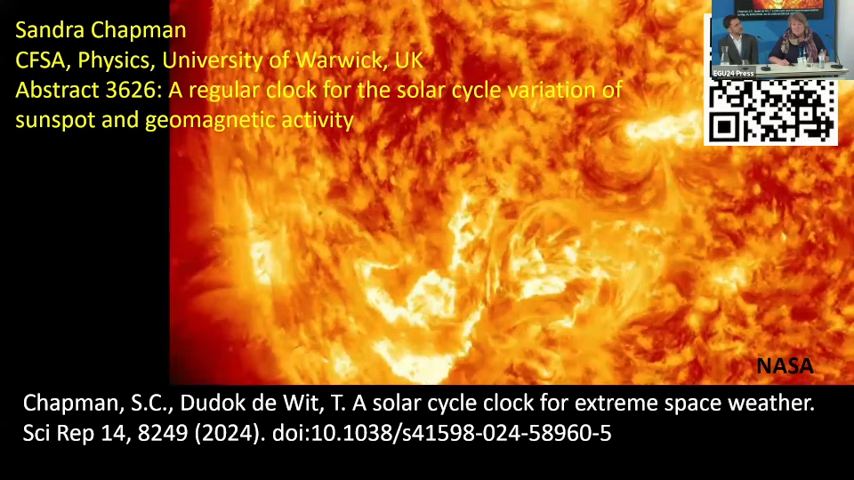 Sandra Chapman
CFSA, Physics, University of Warwick, UK
Abstract 3626: A regular clock for the solar cycle variation of
sunspot and geomagnetic activity
EGU24 Press
NASA
Chapman, S.C., Dudok de Wit, T. A solar cycle clock for extreme space weather.
Sci Rep 14, 8249 (2024). doi:10.1038/s41598-024-58960-5